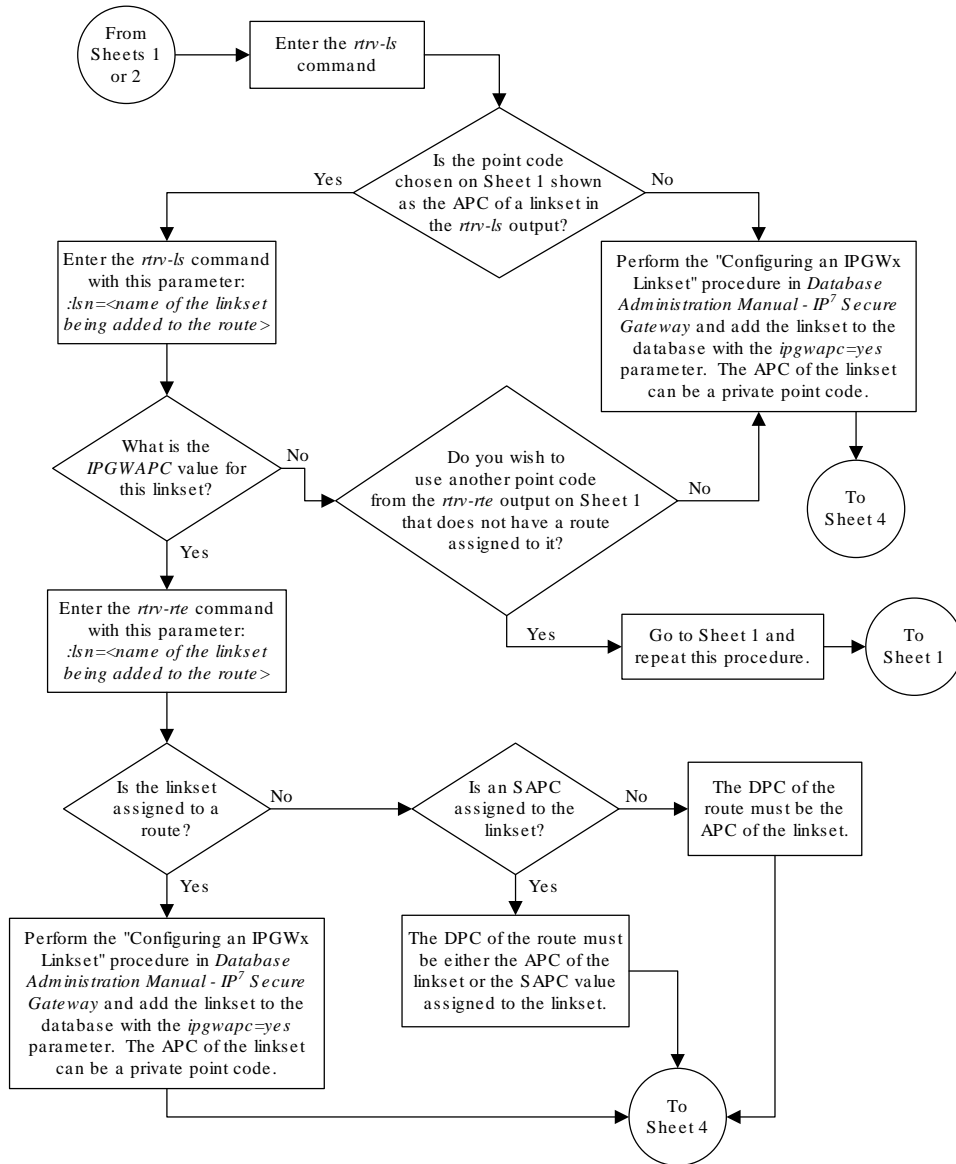 From
Sheets 1
or 2
Enter the rtrv-ls
command
Is the point code
chosen on Sheet 1 shown
as the APC of a linkset in
the rtrv-ls output?
Yes
No
Enter the rtrv-ls command
with this parameter:
:lsn=<name of the linkset
being added to the route>
Perform the "Configuring an IPGWx
Linkset" procedure in Database
Administration Manual - IP7 Secure
Gateway and add the linkset to the
database with the ipgwapc=yes
parameter. The APC of the linkset
can be a private point code.
What is the
IPGWAPC value for
this linkset?
No
Yes
Do you wish to
use another point code
from the rtrv-rte output on Sheet 1
that does not have a route
assigned to it?
No
Yes
To
Sheet 4
Enter the rtrv-rte command
with this parameter:
:lsn=<name of the linkset
being added to the route>
Go to Sheet 1 and
repeat this procedure.
To
Sheet 1
Is the linkset
assigned to a
route?
No
Yes
Is an SAPC
assigned to the
linkset?
No
Yes
The DPC of the
route must be the
APC of the linkset.
Perform the "Configuring an IPGWx
Linkset" procedure in Database
Administration Manual - IP7 Secure
Gateway and add the linkset to the
database with the ipgwapc=yes
parameter. The APC of the linkset
can be a private point code.
The DPC of the route must
be either the APC of the
linkset or the SAPC value
assigned to the linkset.
To
Sheet 4